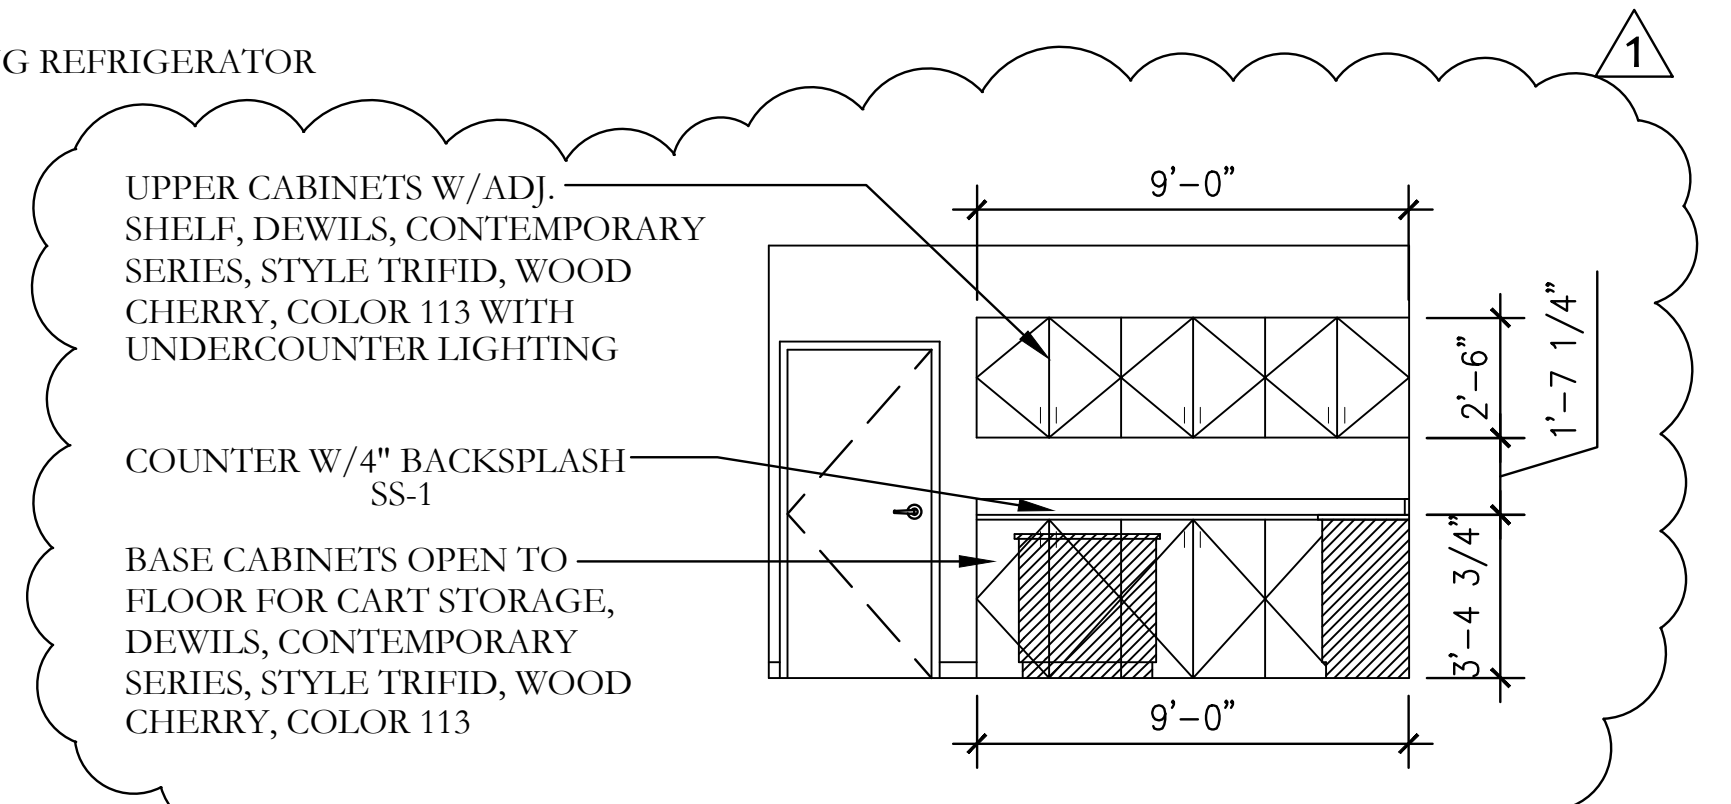 G REFRIGERATOR
1
UPPER CABINETS W/ADJ.
SHELF, DEWILS, CONTEMPORARY
SERIES, STYLE TRIFID, WOOD
CHERRY, COLOR 113 WITH
UNDERCOUNTER LIGHTING
COUNTER W/4" BACKSPLASH
SS-1
BASE CABINETS OPEN TO
FLOOR FOR CART STORAGE,
DEWILS, CONTEMPORARY
SERIES, STYLE TRIFID, WOOD
CHERRY, COLOR 113
9'-0"
2'-6"
1'-7 1/4"
3'-4 3/4"
9'-0"